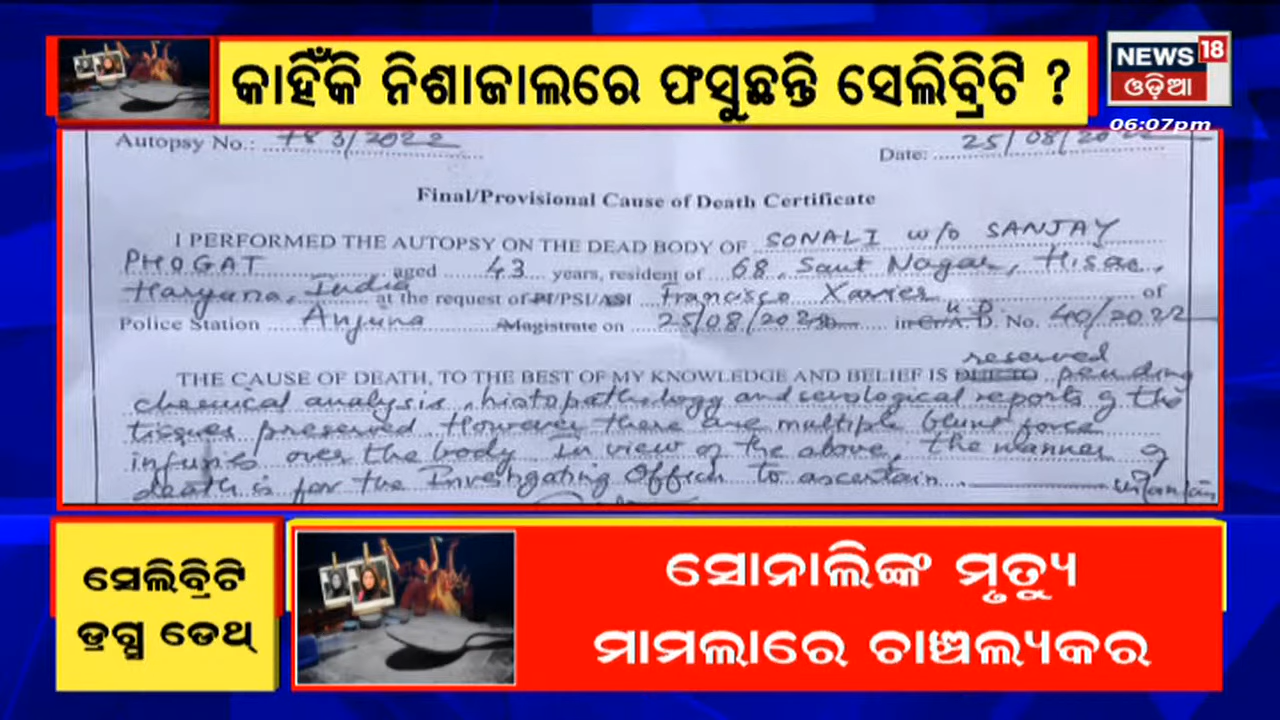 କାହିଁକି ନିଶାଜାଲରେ ଫସୁଛନ୍ତି ସେଲିବ୍ରିଟି ?
NEWS 18
ଓଡ଼ିଆ
06:07pm
Autopsy No.: 783/2022
Date: 25/08/2022
Final/Provisional Cause of Death Certificate
I PERFORMED THE AUTOPSY ON THE DEAD BODY OF SONALI w/o SANJAY
PHOGAT aged 43 years, resident of 68, Sant Nagar, Hisar,
Haryana, India at the request of PI/PSI/ASI Francisco Xavier of
Police Station Anjuna Magistrate on 25/08/2022 in Cr/A.D. U.D. No. 40/2022
THE CAUSE OF DEATH, TO THE BEST OF MY KNOWLEDGE AND BELIEF IS DUE TO reserved pending
chemical analysis, histopathology and serological reports of the
tissues preserved. However there are multiple blunt force
injuries over the body. In view of the above, the manner of
death is for the Investigating Officer to ascertain.
ସେଲିବ୍ରିଟି
ଡ୍ରଗ୍ସ ଡେଥ୍
ସୋନାଲିଙ୍କ ମୃତ୍ୟୁ
ମାମଲାରେ ଚାଞ୍ଚଲ୍ୟକର